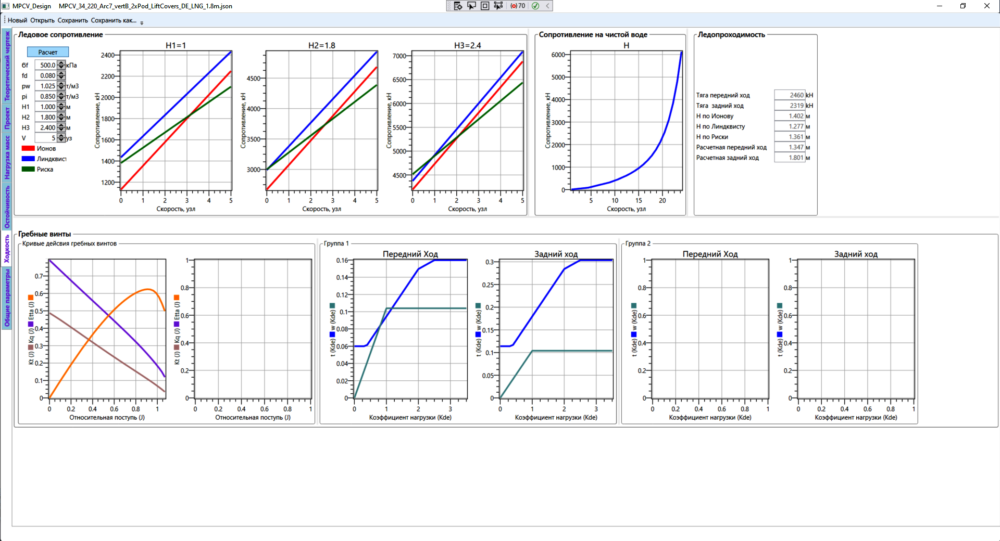 MPCV_Design MPCV_34_220_Arc7_vertB_2xPod_LiftCovers_DE_LNG_1.8m.json
70
Новый Открыть Сохранить Сохранить как...
Теоретический чертеж
Проект
Нагрузка масс
Остойчивость
Ходкость
Общие параметры
Ледовое сопротивление
Расчет
бf 500.0 кПа
fd 0.080
pw 1.025 т/м3
pi 0.850 т/м3
H1 1.000 м
H2 1.800 м
H3 2.400 м
V 5 уз
Ионов
Линдквист
Риска
H1=1
Сопротивление, кН
2400
2200
2000
1800
1600
1400
1200
0 1 2 3 4 5
Скорость, узл
H2=1.8
Сопротивление, кН
4500
4000
3500
3000
0 1 2 3 4 5
Скорость, узл
H3=2.4
Сопротивление, кН
7000
6500
6000
5500
5000
4500
0 1 2 3 4 5
Скорость, узл
Сопротивление на чистой воде
H
Сопротивление, кН
6000
5000
4000
3000
2000
1000
0
5 10 15 20
Скорость, узл
Ледопроходимость
Тяга передний ход 2460 kH
Тяга задний ход 2319 kH
Н по Ионову 1.402 м
Н по Линдквисту 1.277 м
Н по Риски 1.361 м
Расчетная передний ход 1.347 м
Расчетная задний ход 1.801 м
Гребные винты
Кривые дейсвия гребных винтов
Kt (J) Kq (J) Etta (J)
0.7
0.6
0.5
0.4
0.3
0.2
0.1
0
0 0.2 0.4 0.6 0.8 1
Относительная поступь (J)
Kt (J) Kq (J) Etta (J)
1
0.8
0.6
0.4
0.2
0
0 0.2 0.4 0.6 0.8 1
Относительная поступь (J)
Группа 1
Передний Ход
t (Kde) w (Kde)
0.16
0.14
0.12
0.1
0.08
0.06
0.04
0.02
0
0 1 2 3
Коэффициент нагрузки (Kde)
Задний ход
t (Kde) w (Kde)
0.3
0.25
0.2
0.15
0.1
0.05
0
0 1 2 3
Коэффициент нагрузки (Kde)
Группа 2
Передний Ход
t (Kde) w (Kde)
1
0.8
0.6
0.4
0.2
0
0 0.2 0.4 0.6 0.8 1
Коэффициент нагрузки (Kde)
Задний ход
t (Kde) w (Kde)
1
0.8
0.6
0.4
0.2
0
0 0.2 0.4 0.6 0.8 1
Коэффициент нагрузки (Kde)